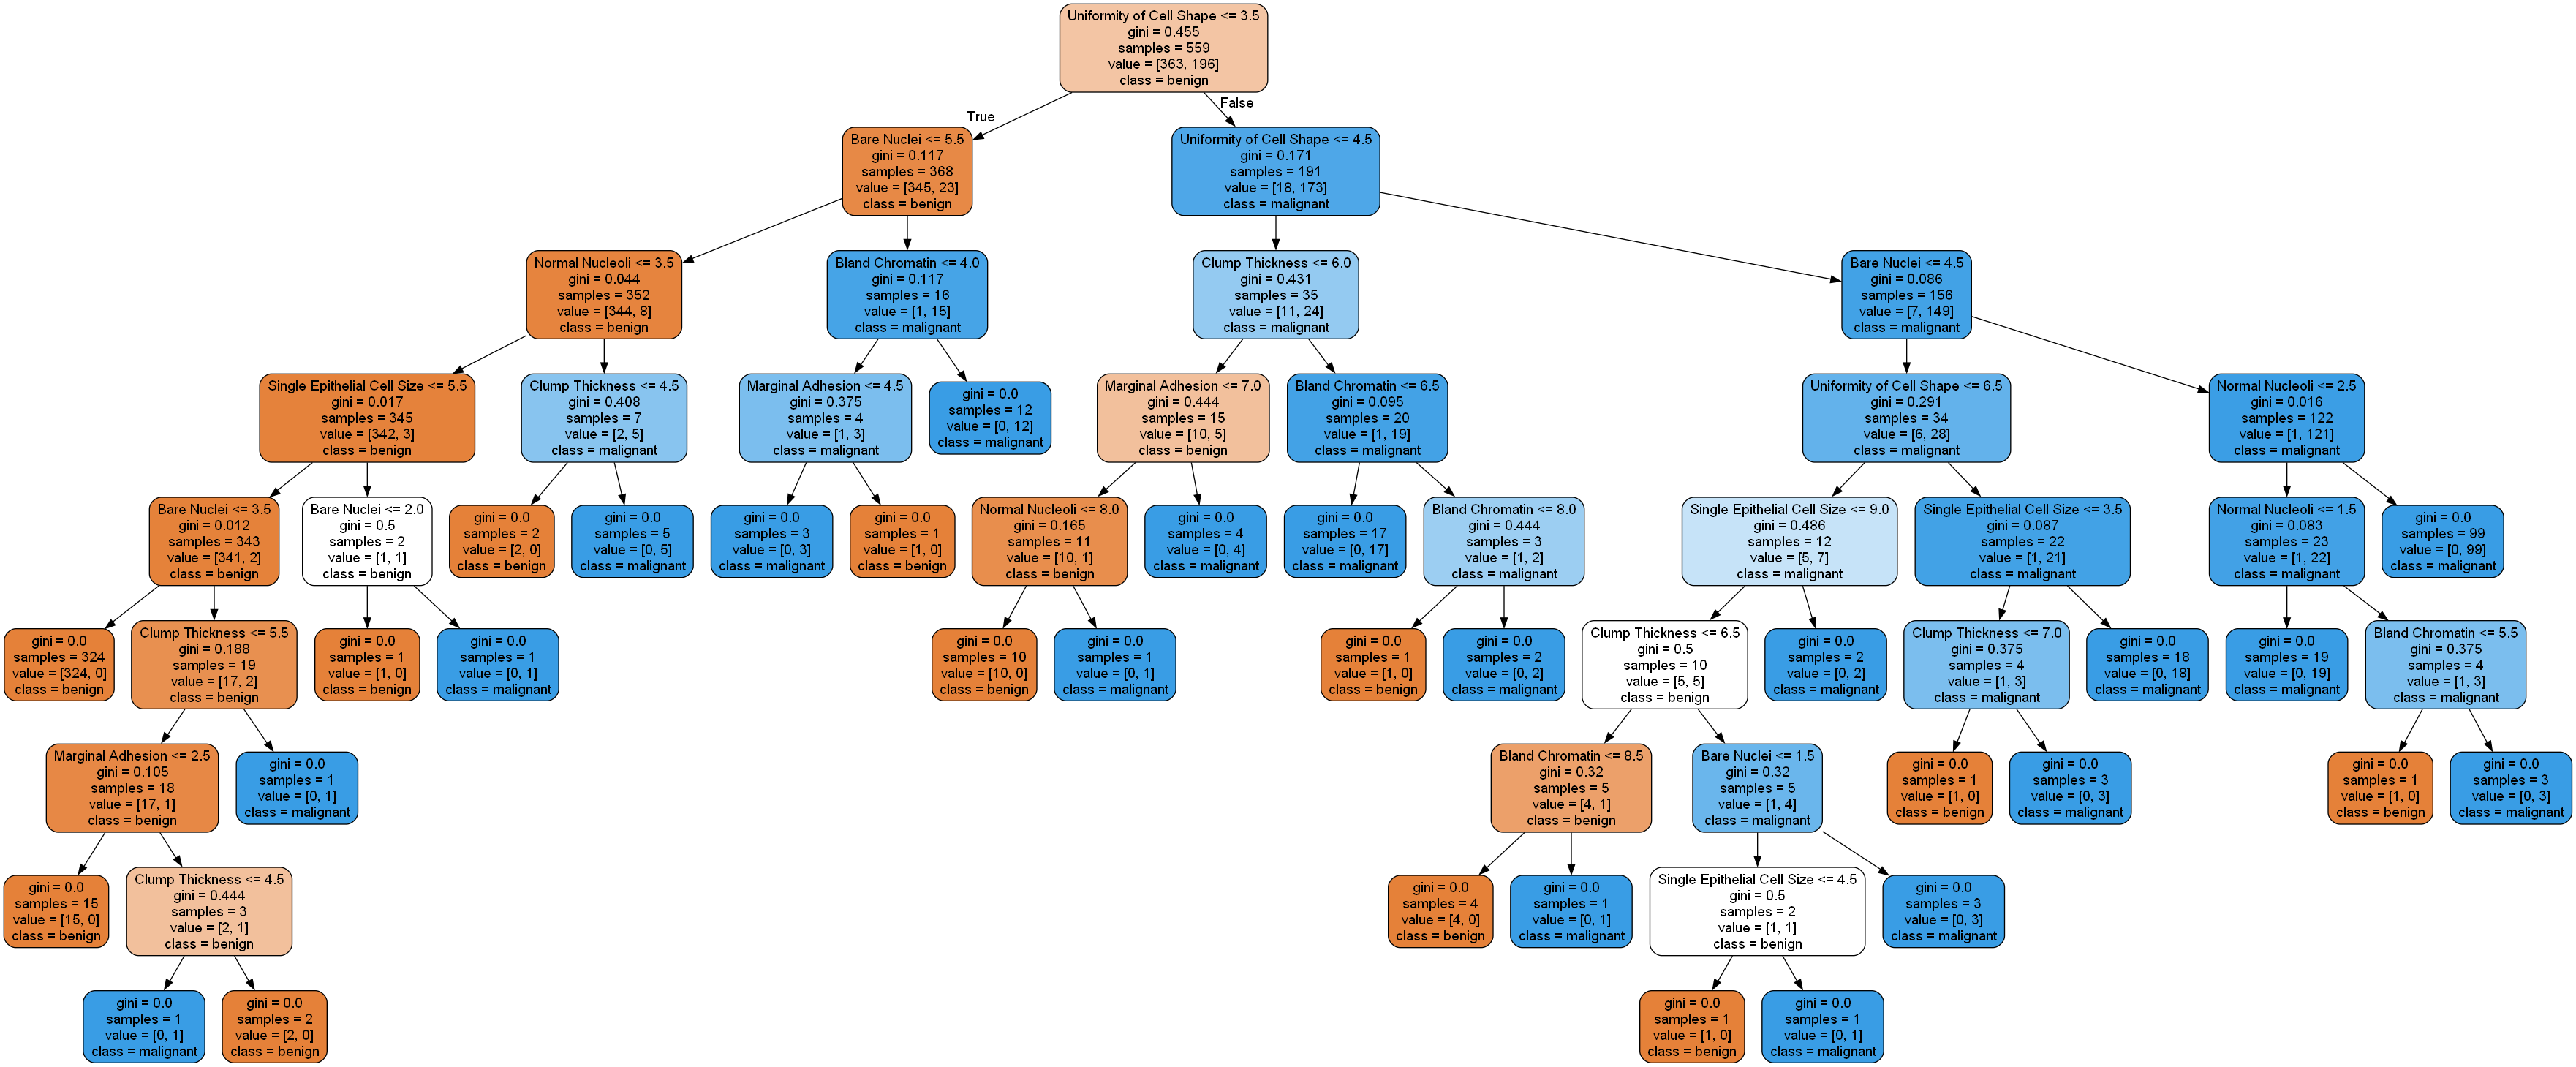 Uniformity of Cell Shape <= 3.5
gini = 0.455
samples = 559
value = [363, 196]
class = benign
True
False
Bare Nuclei <= 5.5
gini = 0.117
samples = 368
value = [345, 23]
class = benign
Uniformity of Cell Shape <= 4.5
gini = 0.171
samples = 191
value = [18, 173]
class = malignant
Normal Nucleoli <= 3.5
gini = 0.044
samples = 352
value = [344, 8]
class = benign
Bland Chromatin <= 4.0
gini = 0.117
samples = 16
value = [1, 15]
class = malignant
Clump Thickness <= 6.0
gini = 0.431
samples = 35
value = [11, 24]
class = malignant
Bare Nuclei <= 4.5
gini = 0.086
samples = 156
value = [7, 149]
class = malignant
Single Epithelial Cell Size <= 5.5
gini = 0.017
samples = 345
value = [342, 3]
class = benign
Clump Thickness <= 4.5
gini = 0.408
samples = 7
value = [2, 5]
class = malignant
Marginal Adhesion <= 4.5
gini = 0.375
samples = 4
value = [1, 3]
class = malignant
gini = 0.0
samples = 12
value = [0, 12]
class = malignant
Marginal Adhesion <= 7.0
gini = 0.444
samples = 15
value = [10, 5]
class = benign
Bland Chromatin <= 6.5
gini = 0.095
samples = 20
value = [1, 19]
class = malignant
Uniformity of Cell Shape <= 6.5
gini = 0.291
samples = 34
value = [6, 28]
class = malignant
Normal Nucleoli <= 2.5
gini = 0.016
samples = 122
value = [1, 121]
class = malignant
Bare Nuclei <= 3.5
gini = 0.012
samples = 343
value = [341, 2]
class = benign
Bare Nuclei <= 2.0
gini = 0.5
samples = 2
value = [1, 1]
class = benign
gini = 0.0
samples = 2
value = [2, 0]
class = benign
gini = 0.0
samples = 5
value = [0, 5]
class = malignant
gini = 0.0
samples = 3
value = [0, 3]
class = malignant
gini = 0.0
samples = 1
value = [1, 0]
class = benign
Normal Nucleoli <= 8.0
gini = 0.165
samples = 11
value = [10, 1]
class = benign
gini = 0.0
samples = 4
value = [0, 4]
class = malignant
gini = 0.0
samples = 17
value = [0, 17]
class = malignant
Bland Chromatin <= 8.0
gini = 0.444
samples = 3
value = [1, 2]
class = malignant
Single Epithelial Cell Size <= 9.0
gini = 0.486
samples = 12
value = [5, 7]
class = malignant
Single Epithelial Cell Size <= 3.5
gini = 0.087
samples = 22
value = [1, 21]
class = malignant
Normal Nucleoli <= 1.5
gini = 0.083
samples = 23
value = [1, 22]
class = malignant
gini = 0.0
samples = 99
value = [0, 99]
class = malignant
gini = 0.0
samples = 324
value = [324, 0]
class = benign
Clump Thickness <= 5.5
gini = 0.188
samples = 19
value = [17, 2]
class = benign
gini = 0.0
samples = 1
value = [1, 0]
class = benign
gini = 0.0
samples = 1
value = [0, 1]
class = malignant
gini = 0.0
samples = 10
value = [10, 0]
class = benign
gini = 0.0
samples = 1
value = [0, 1]
class = malignant
gini = 0.0
samples = 1
value = [1, 0]
class = benign
gini = 0.0
samples = 2
value = [0, 2]
class = malignant
Clump Thickness <= 6.5
gini = 0.5
samples = 10
value = [5, 5]
class = benign
gini = 0.0
samples = 2
value = [0, 2]
class = malignant
Clump Thickness <= 7.0
gini = 0.375
samples = 4
value = [1, 3]
class = malignant
gini = 0.0
samples = 18
value = [0, 18]
class = malignant
gini = 0.0
samples = 19
value = [0, 19]
class = malignant
Bland Chromatin <= 5.5
gini = 0.375
samples = 4
value = [1, 3]
class = malignant
Marginal Adhesion <= 2.5
gini = 0.105
samples = 18
value = [17, 1]
class = benign
gini = 0.0
samples = 1
value = [0, 1]
class = malignant
Bland Chromatin <= 8.5
gini = 0.32
samples = 5
value = [4, 1]
class = benign
Bare Nuclei <= 1.5
gini = 0.32
samples = 5
value = [1, 4]
class = malignant
gini = 0.0
samples = 1
value = [1, 0]
class = benign
gini = 0.0
samples = 3
value = [0, 3]
class = malignant
gini = 0.0
samples = 1
value = [1, 0]
class = benign
gini = 0.0
samples = 3
value = [0, 3]
class = malignant
gini = 0.0
samples = 15
value = [15, 0]
class = benign
Clump Thickness <= 4.5
gini = 0.444
samples = 3
value = [2, 1]
class = benign
gini = 0.0
samples = 4
value = [4, 0]
class = benign
gini = 0.0
samples = 1
value = [0, 1]
class = malignant
Single Epithelial Cell Size <= 4.5
gini = 0.5
samples = 2
value = [1, 1]
class = benign
gini = 0.0
samples = 3
value = [0, 3]
class = malignant
gini = 0.0
samples = 1
value = [0, 1]
class = malignant
gini = 0.0
samples = 2
value = [2, 0]
class = benign
gini = 0.0
samples = 1
value = [1, 0]
class = benign
gini = 0.0
samples = 1
value = [0, 1]
class = malignant